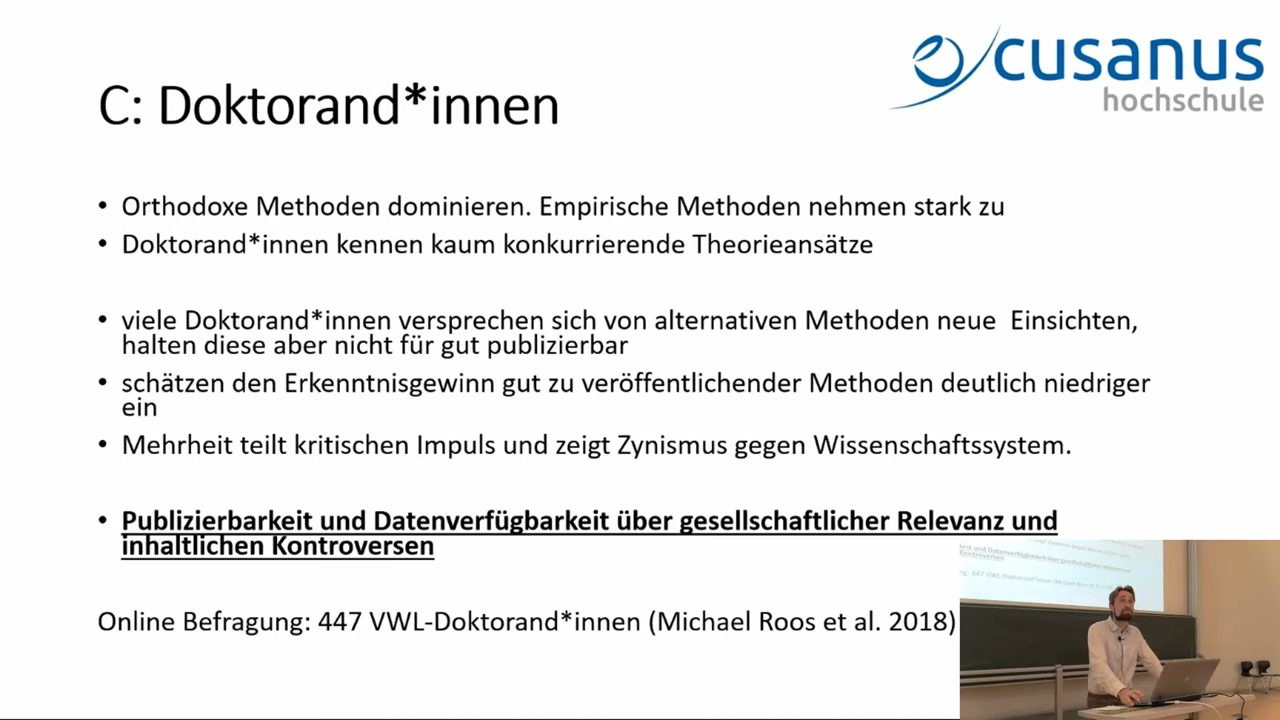 cusanus
hochschule
C: Doktorand*innen
• Orthodoxe Methoden dominieren. Empirische Methoden nehmen stark zu
• Doktorand*innen kennen kaum konkurrierende Theorieansätze
• viele Doktorand*innen versprechen sich von alternativen Methoden neue Einsichten,
halten diese aber nicht für gut publizierbar
• schätzen den Erkenntnisgewinn gut zu veröffentlichender Methoden deutlich niedriger
ein
• Mehrheit teilt kritischen Impuls und zeigt Zynismus gegen Wissenschaftssystem.
• Publizierbarkeit und Datenverfügbarkeit über gesellschaftlicher Relevanz und
inhaltlichen Kontroversen
Online Befragung: 447 VWL-Doktorand*innen (Michael Roos et al. 2018)